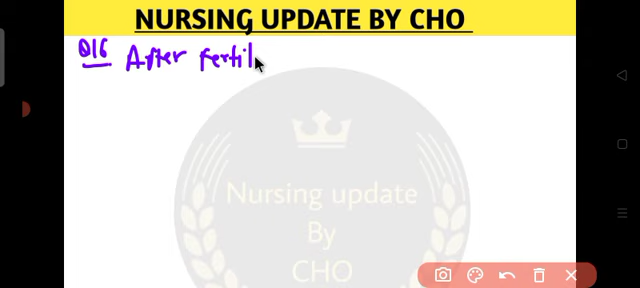 NURSING UPDATE BY CHO
Q16 After fertil
Nursing update
By
CHO